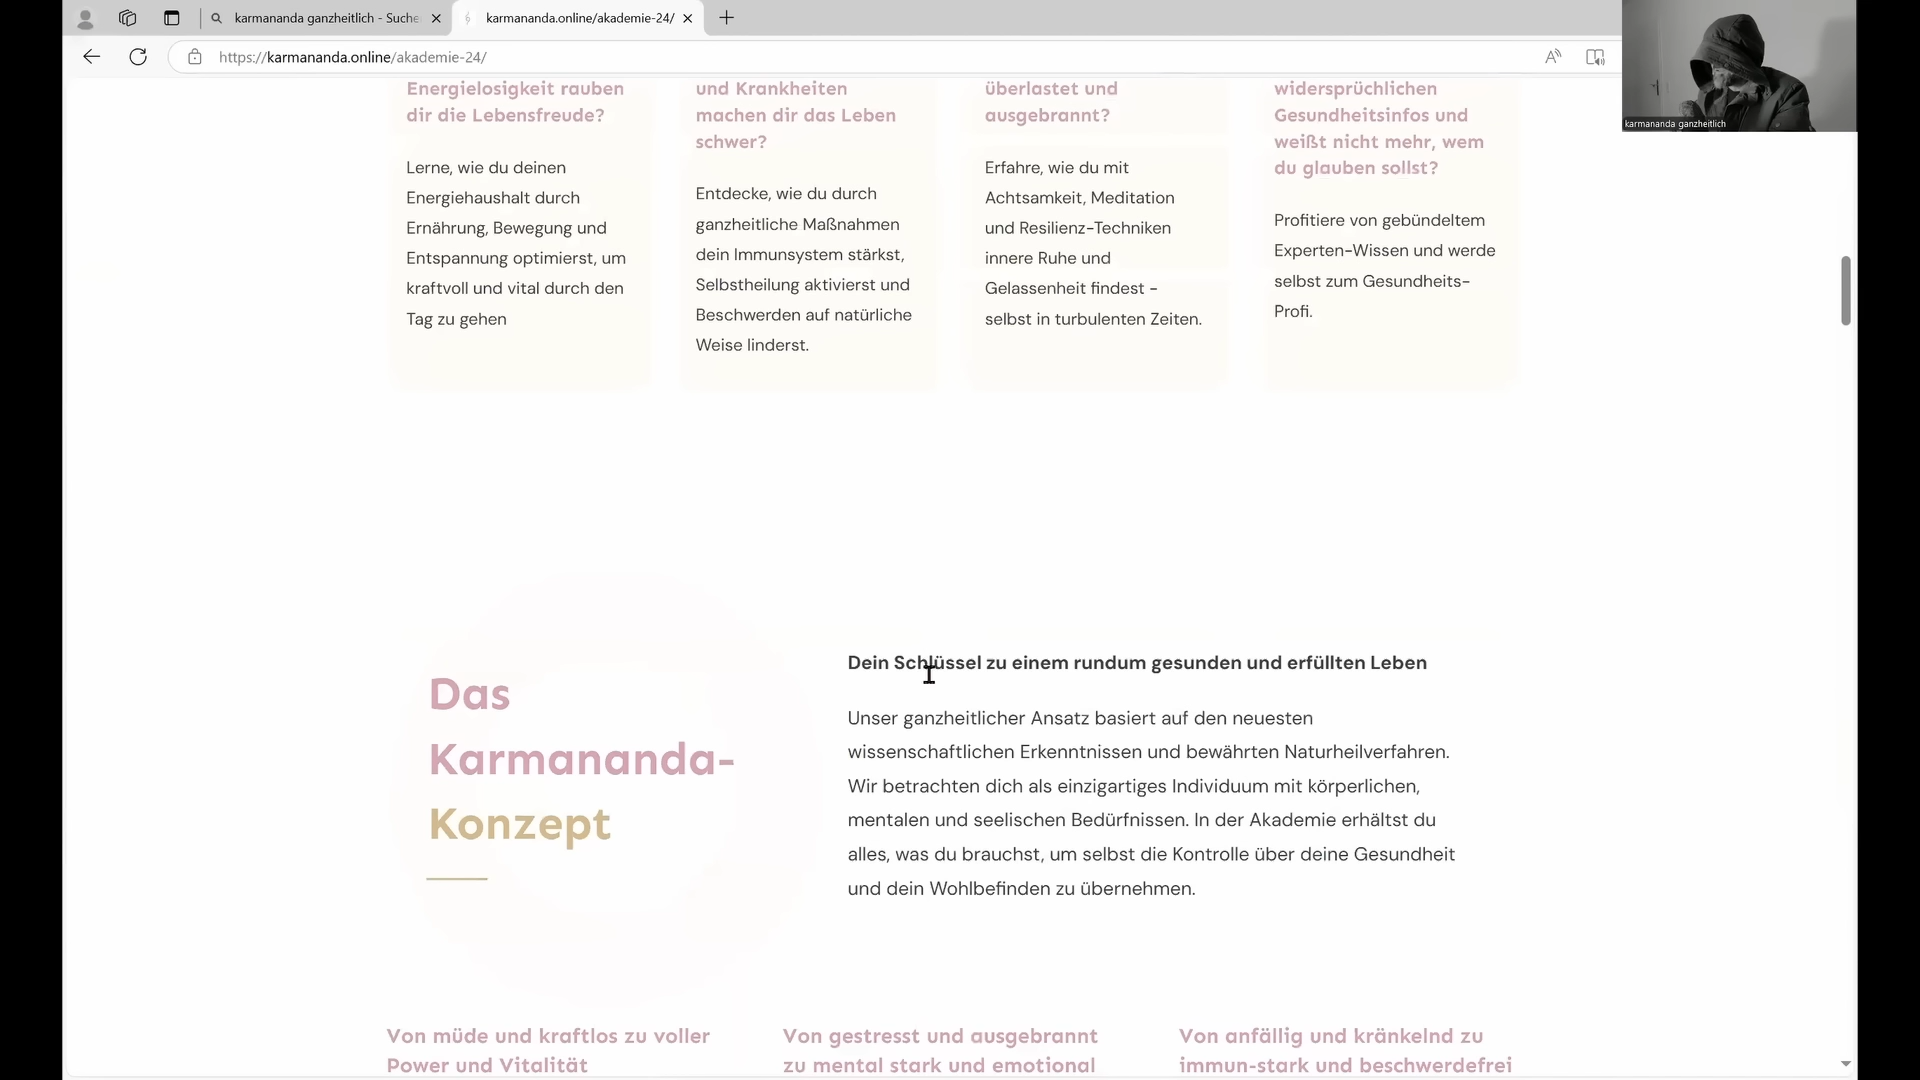 karmananda ganzheitlich - Suche
karmananda.online/akademie-24/
https://karmananda.online/akademie-24/
karmananda ganzheitlich
Energielosigkeit rauben
dir die Lebensfreude?
Lerne, wie du deinen
Energiehaushalt durch
Ernährung, Bewegung und
Entspannung optimierst, um
kraftvoll und vital durch den
Tag zu gehen
und Krankheiten
machen dir das Leben
schwer?
Entdecke, wie du durch
ganzheitliche Maßnahmen
dein Immunsystem stärkst,
Selbstheilung aktivierst und
Beschwerden auf natürliche
Weise linderst.
überlastet und
ausgebrannt?
Erfahre, wie du mit
Achtsamkeit, Meditation
und Resilienz-Techniken
innere Ruhe und
Gelassenheit findest -
selbst in turbulenten Zeiten.
widersprüchlichen
Gesundheitsinfos und
weißt nicht mehr, wem
du glauben sollst?
Profitiere von gebündeltem
Experten-Wissen und werde
selbst zum Gesundheits-
Profi.
Das
Karmananda-
Konzept
Dein Schlüssel zu einem rundum gesunden und erfüllten Leben
Unser ganzheitlicher Ansatz basiert auf den neuesten
wissenschaftlichen Erkenntnissen und bewährten Naturheilverfahren.
Wir betrachten dich als einzigartiges Individuum mit körperlichen,
mentalen und seelischen Bedürfnissen. In der Akademie erhältst du
alles, was du brauchst, um selbst die Kontrolle über deine Gesundheit
und dein Wohlbefinden zu übernehmen.
Von müde und kraftlos zu voller
Power und Vitalität
Von gestresst und ausgebrannt
zu mental stark und emotional
Von anfällig und kränkelnd zu
immun-stark und beschwerdefrei